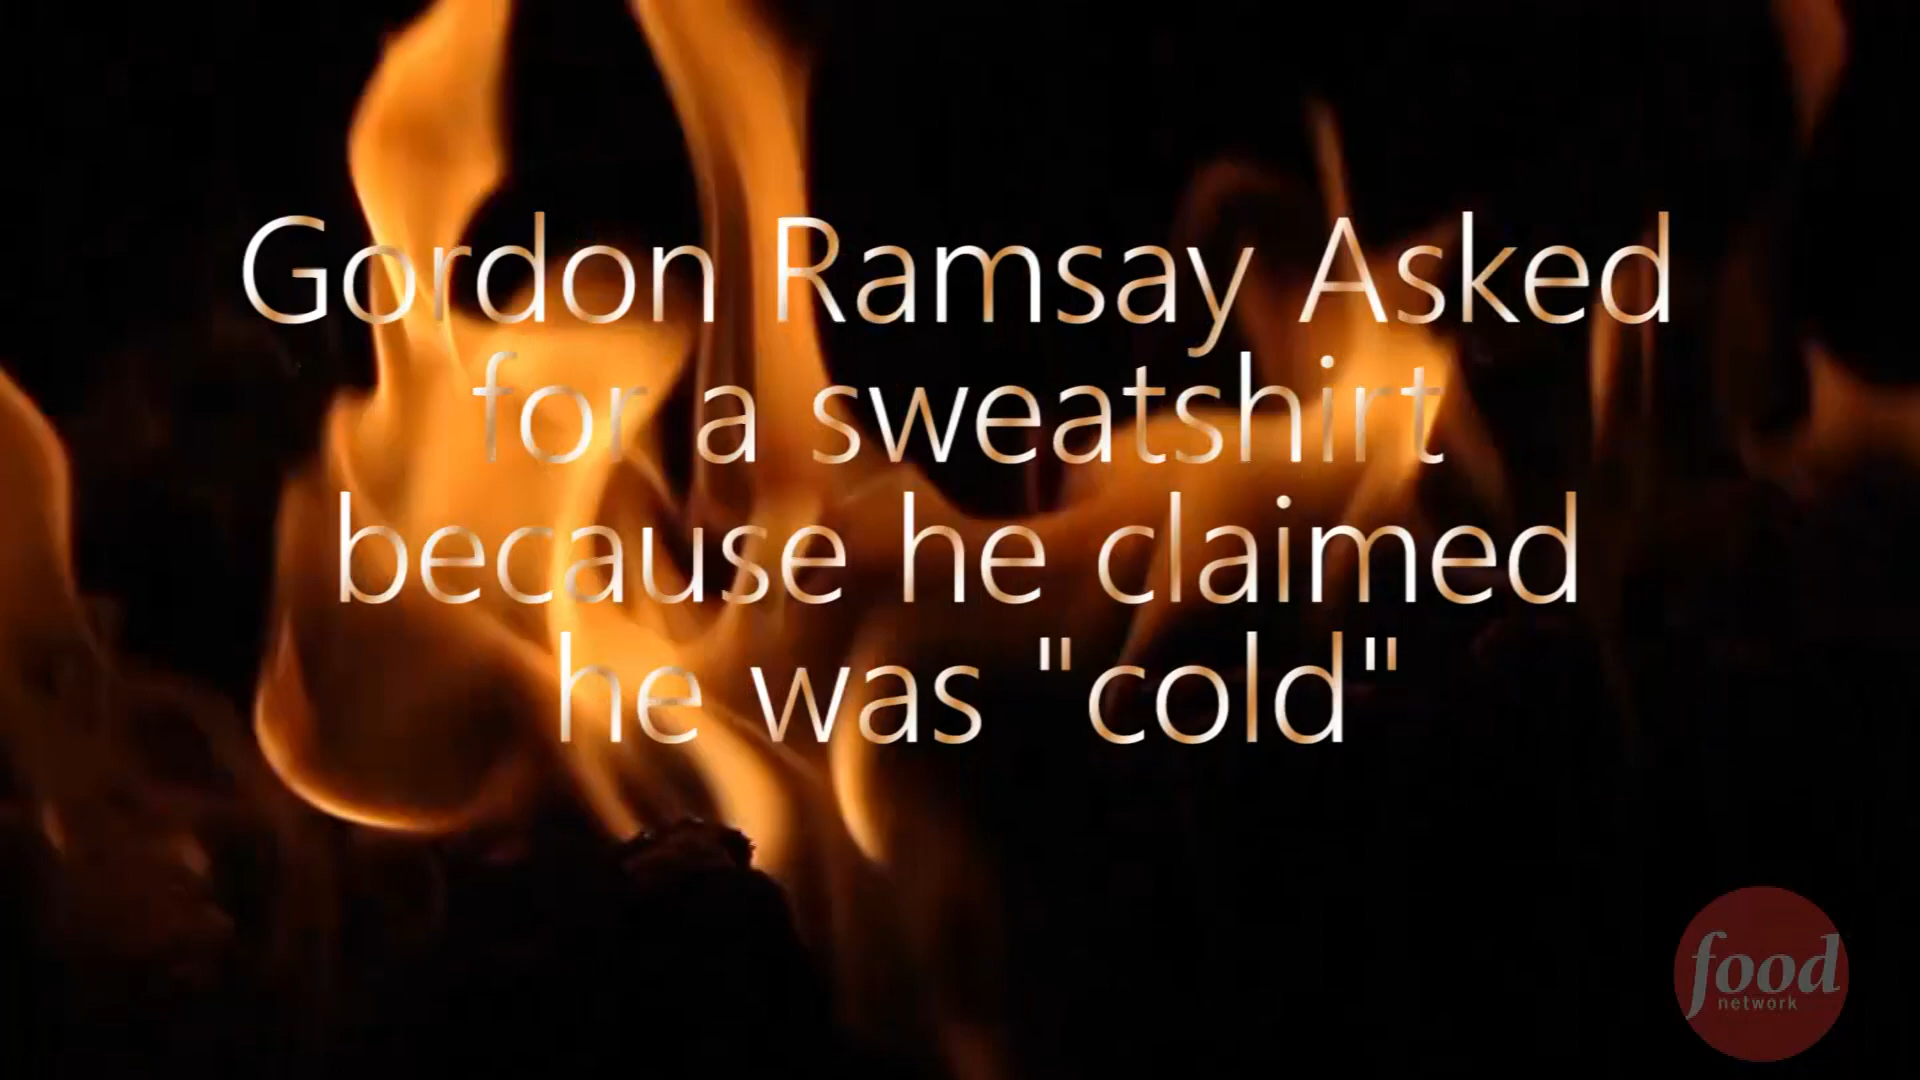 Gordon Ramsay Asked
for a sweatshirt
because he claimed
he was "cold"
food
network